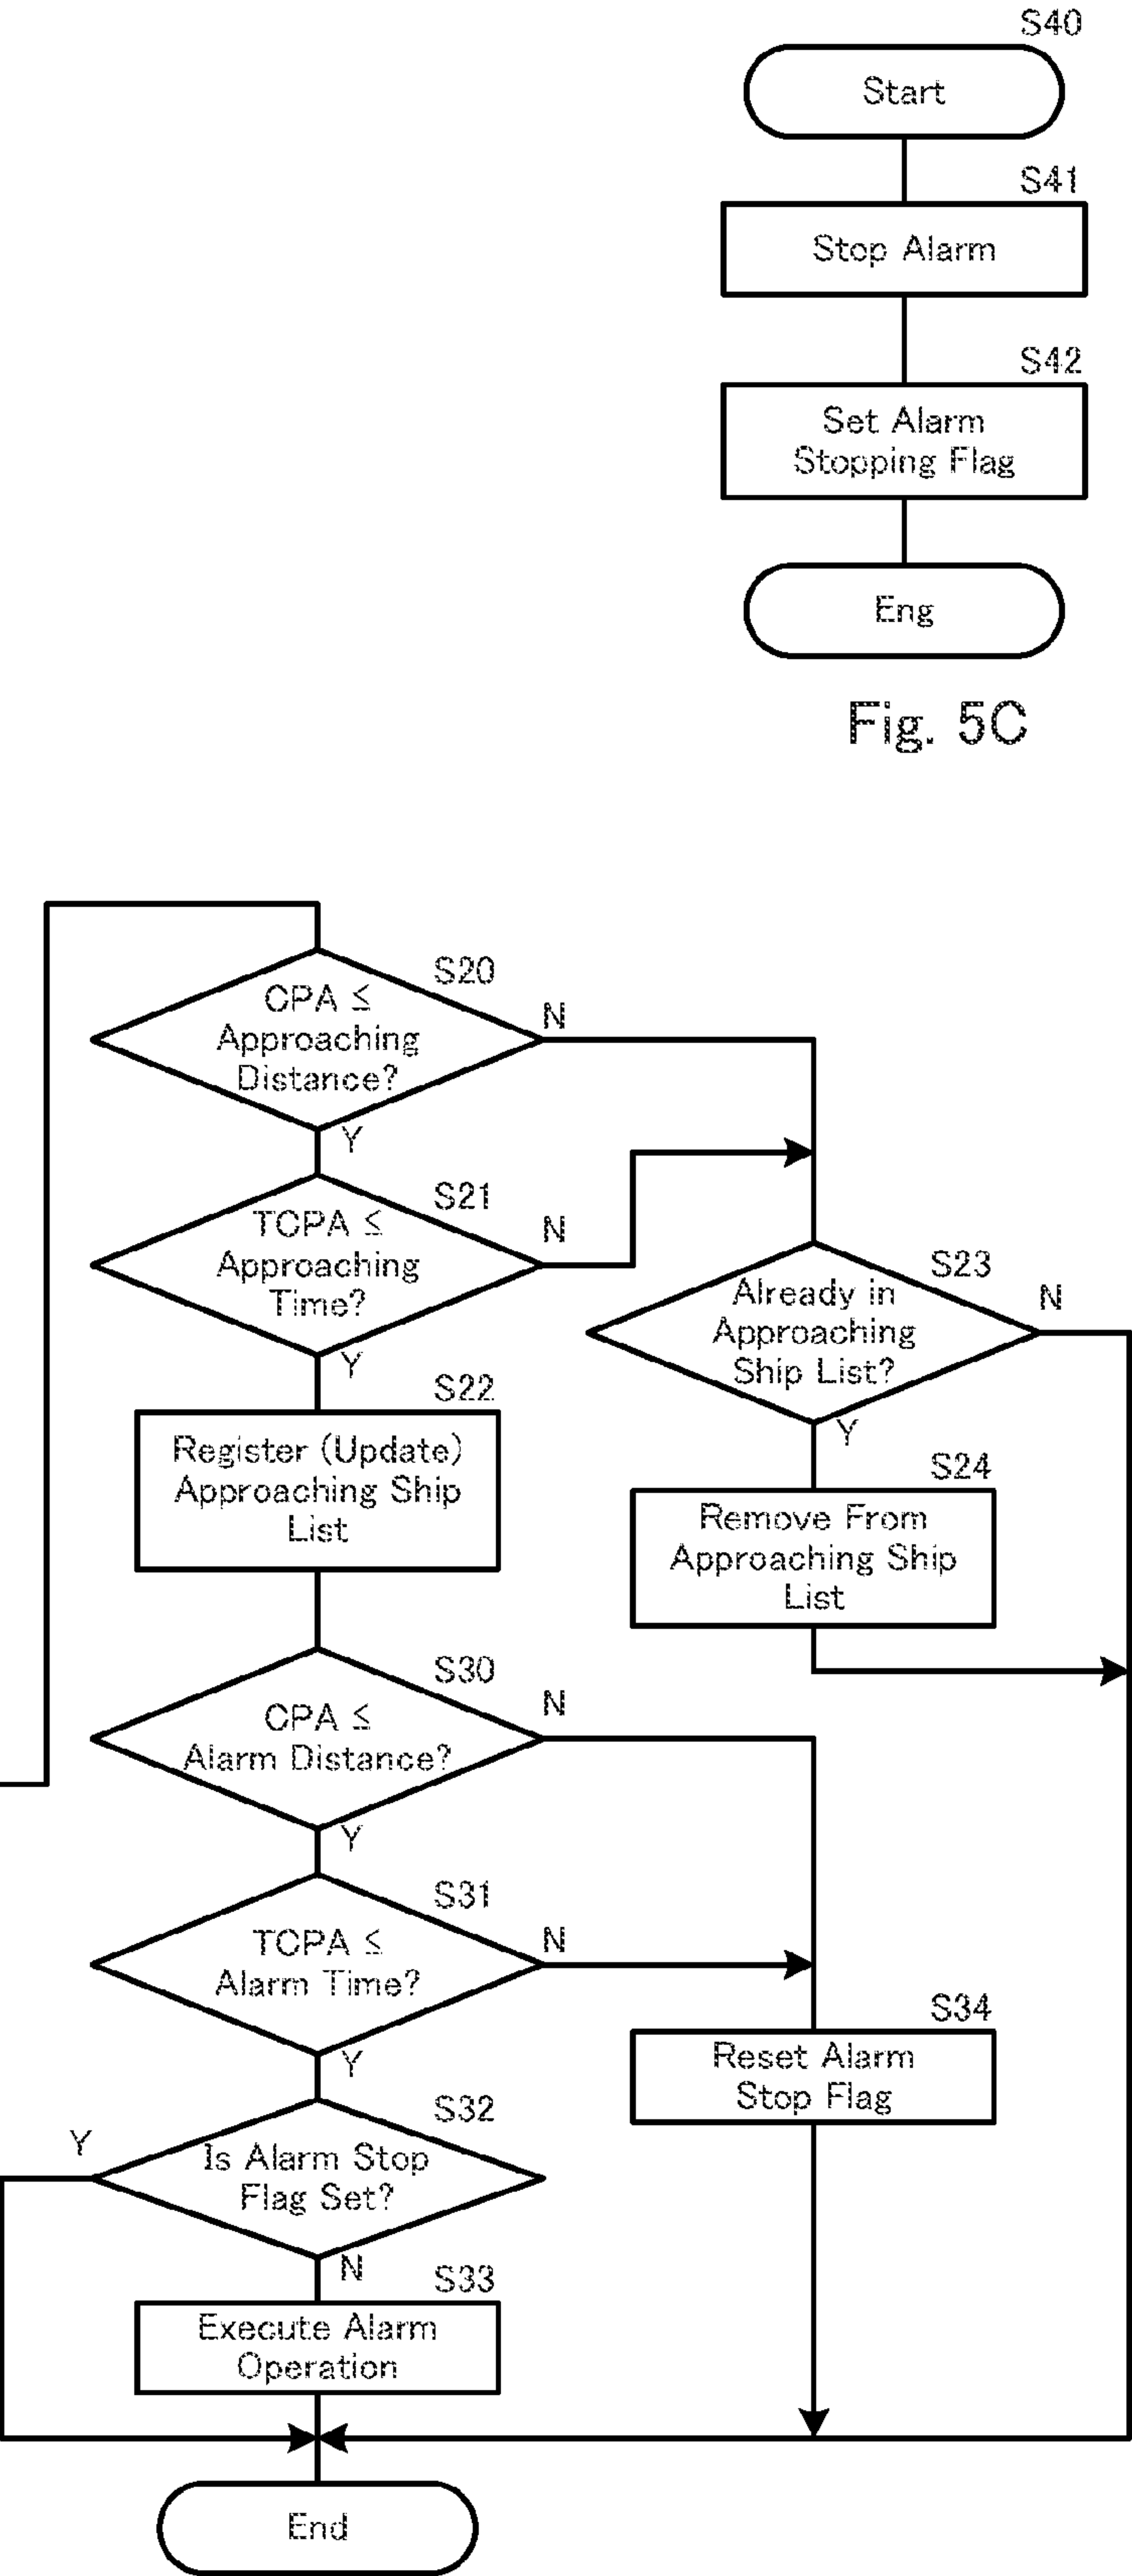 S40
Start
S41
Stop Alarm
S42
Set Alarm
Stopping Flag
Eng
Fig. 5C
S20
CPA ≤
Approaching
Distance?
N
Y
S21
TCPA ≤
Approaching
Time?
N
Y
S23
Already in
Approaching
Ship List?
N
Y
S22
Register (Update)
Approaching Ship
List
S24
Remove From
Approaching Ship
List
S30
CPA ≤
Alarm Distance?
N
Y
S31
TCPA ≤
Alarm Time?
N
Y
S34
Reset Alarm
Stop Flag
S32
Is Alarm Stop
Flag Set?
Y
N
S33
Execute Alarm
Operation
End